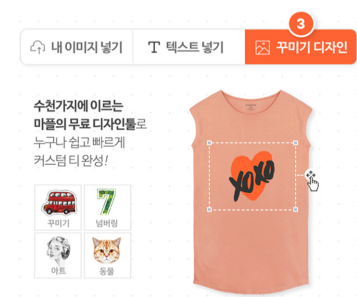 3
내 이미지 넣기
T 텍스트 넣기
꾸미기 디자인
수천가지에 이르는
마플의 무료 디자인툴로
누구나 쉽고 빠르게
커스텀 티 완성!
꾸미기
7
넘버링
아트
동물
XOXO